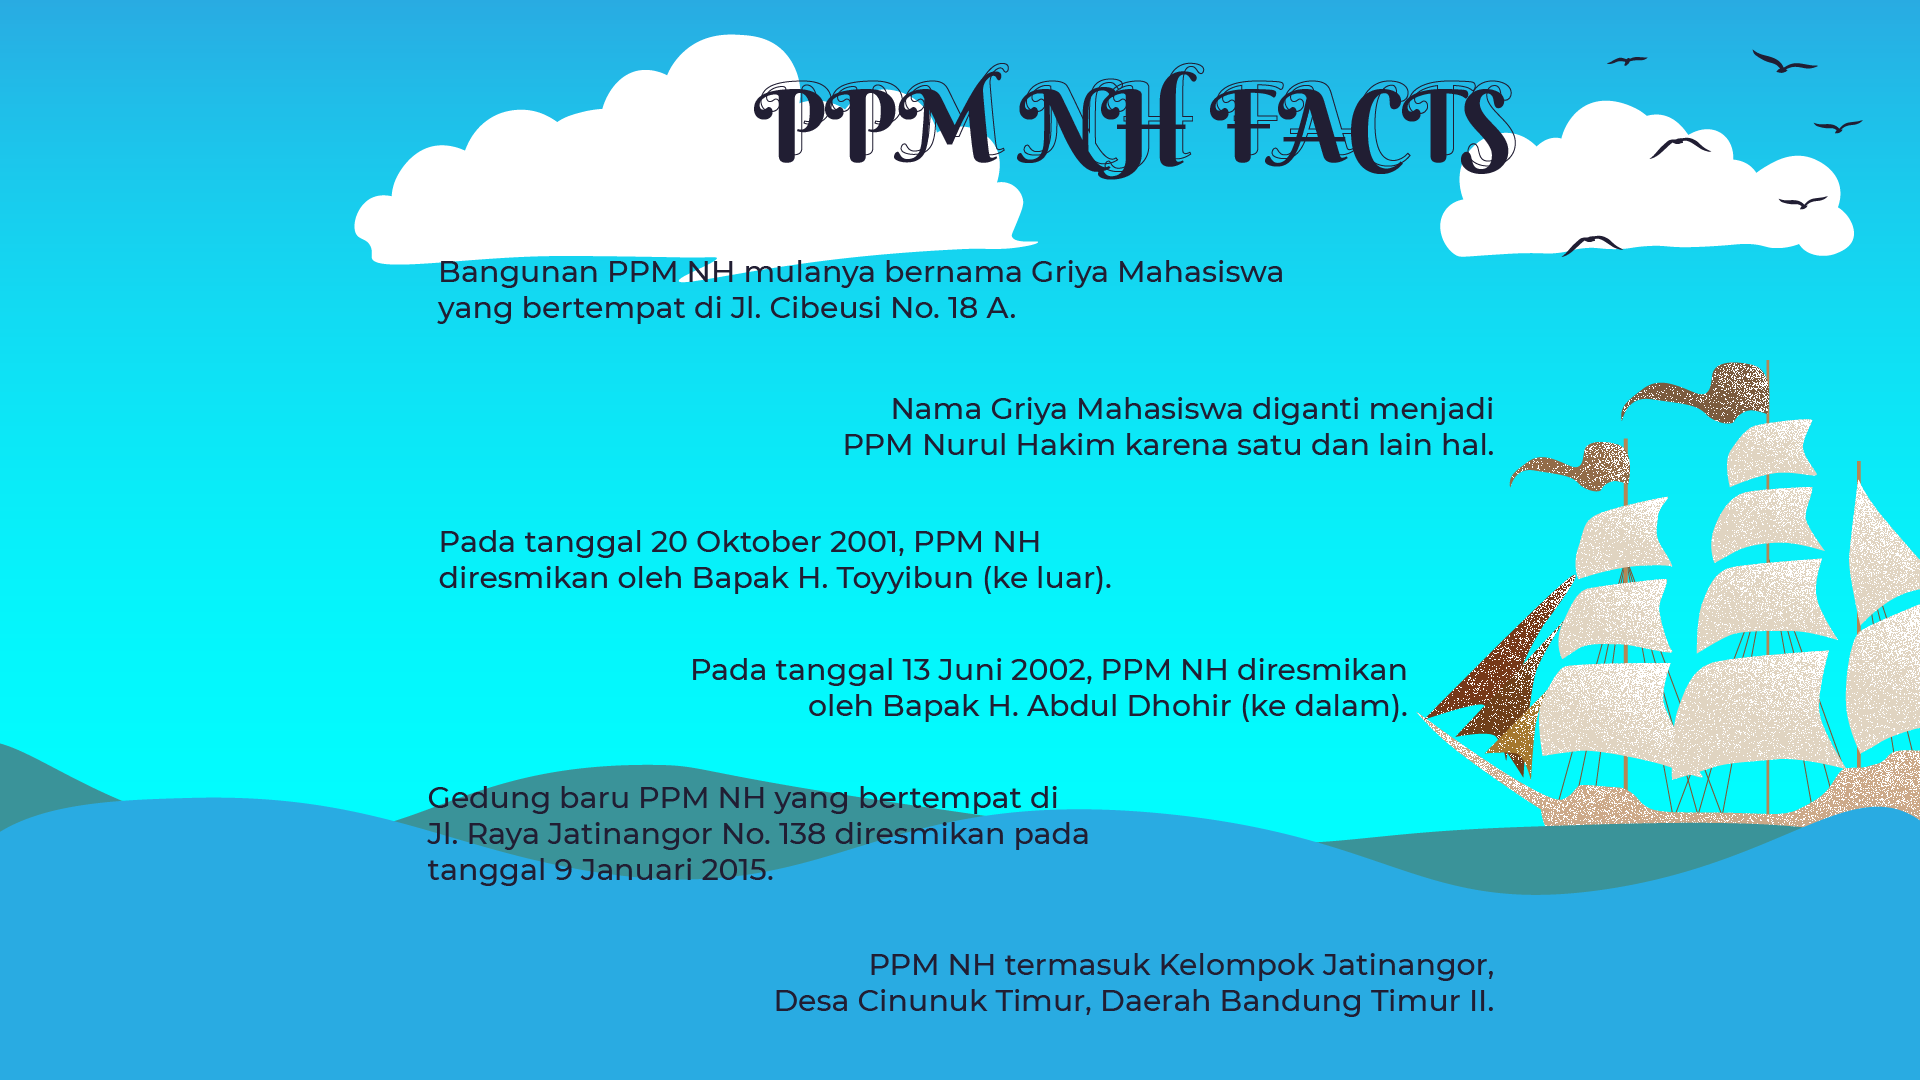 PPM NH FACTS
Bangunan PPM NH mulanya bernama Griya Mahasiswa
yang bertempat di Jl. Cibeusi No. 18 A.
Nama Griya Mahasiswa diganti menjadi
PPM Nurul Hakim karena satu dan lain hal.
Pada tanggal 20 Oktober 2001, PPM NH
diresmikan oleh Bapak H. Toyyibun (ke luar).
Pada tanggal 13 Juni 2002, PPM NH diresmikan
oleh Bapak H. Abdul Dhohir (ke dalam).
Gedung baru PPM NH yang bertempat di
Jl. Raya Jatinangor No. 138 diresmikan pada
tanggal 9 Januari 2015.
PPM NH termasuk Kelompok Jatinangor,
Desa Cinunuk Timur, Daerah Bandung Timur II.